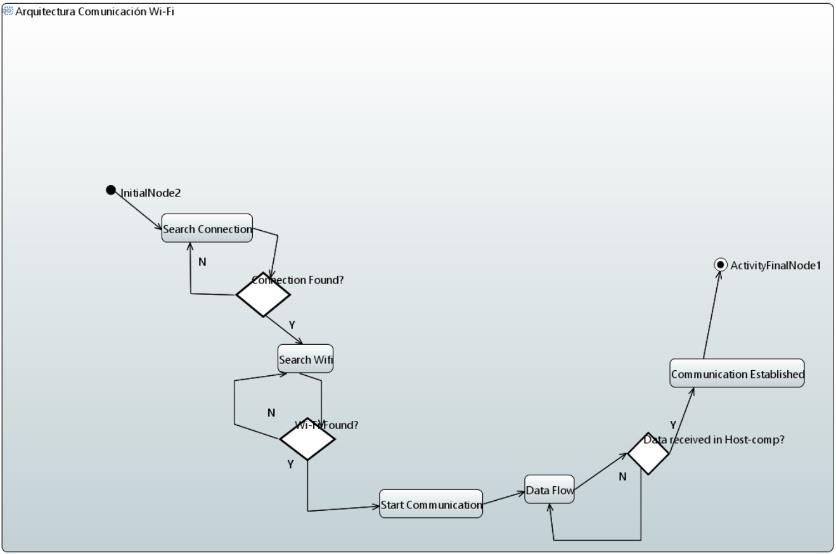 Arquitectura Comunicación Wi-Fi
InitialNode2
Search Connection
N
Connection Found?
Y
Search Wifi
N
Wi-Fi Found?
Y
Start Communication
Data Flow
N
Data received in Host-comp?
Y
Communication Established
ActivityFinalNode1